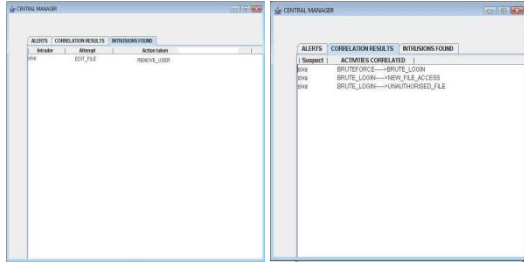 CENTRAL MANAGER
ALERTS CORRELATION RESULTS INTRUSIONS FOUND
Intruder Attempt Action taken
siva EDIT_FILE REMOVE_USER
CENTRAL MANAGER
ALERTS CORRELATION RESULTS INTRUSIONS FOUND
Suspect ACTIVITIES CORRELATED
siva BRUTEFORCE---->BRUTE_LOGIN
siva BRUTE_LOGIN---->NEW_FILE_ACCESS
siva BRUTE_LOGIN---->UNAUTHORISED_FILE